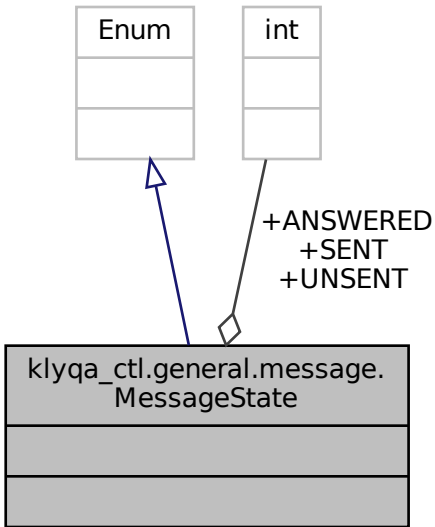 Enum
int
+ANSWERED
+SENT
+UNSENT
klyqa_ctl.general.message.
MessageState